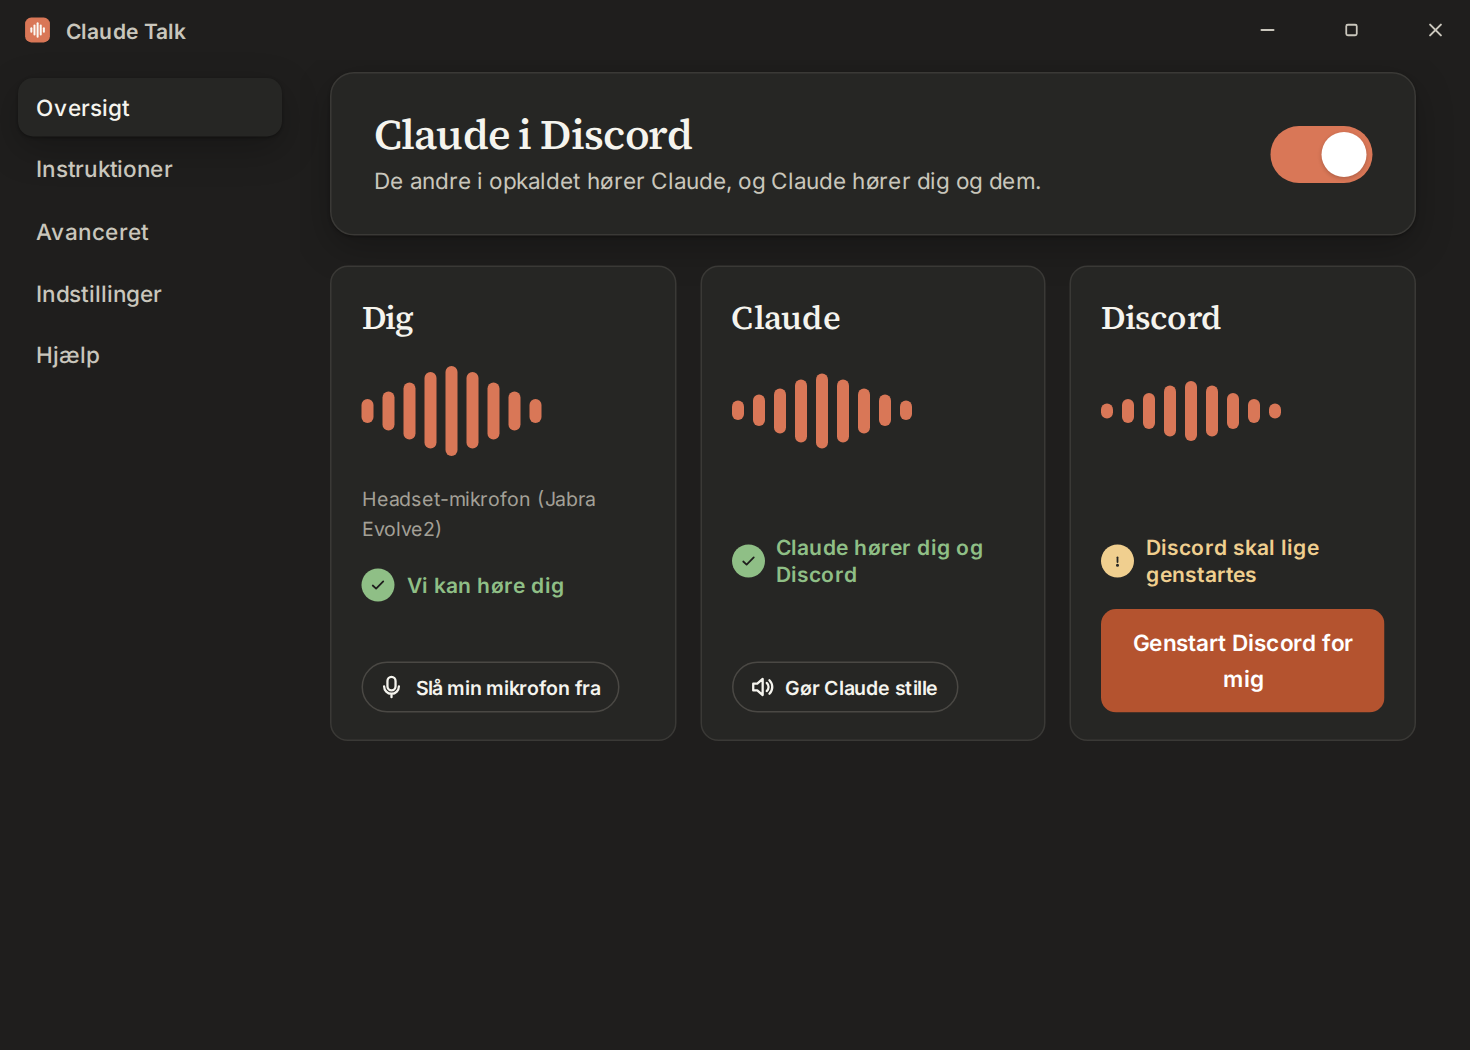 Claude Talk
Oversigt
Instruktioner
Avanceret
Indstillinger
Hjælp
Claude i Discord
De andre i opkaldet hører Claude, og Claude hører dig og dem.
Dig
Headset-mikrofon (Jabra
Evolve2)
Vi kan høre dig
Slå min mikrofon fra
Claude
Claude hører dig og
Discord
Gør Claude stille
Discord
Discord skal lige
genstartes
Genstart Discord for
mig